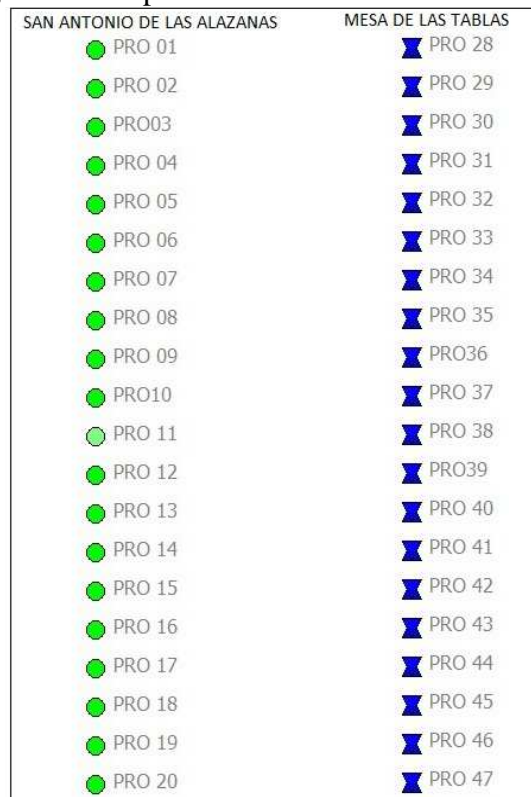 SAN ANTONIO DE LAS ALAZANAS
PRO 01
PRO 02
PRO03
PRO 04
PRO 05
PRO 06
PRO 07
PRO 08
PRO 09
PRO10
PRO 11
PRO 12
PRO 13
PRO 14
PRO 15
PRO 16
PRO 17
PRO 18
PRO 19
PRO 20
MESA DE LAS TABLAS
PRO 28
PRO 29
PRO 30
PRO 31
PRO 32
PRO 33
PRO 34
PRO 35
PRO36
PRO 37
PRO 38
PRO39
PRO 40
PRO 41
PRO 42
PRO 43
PRO 44
PRO 45
PRO 46
PRO 47